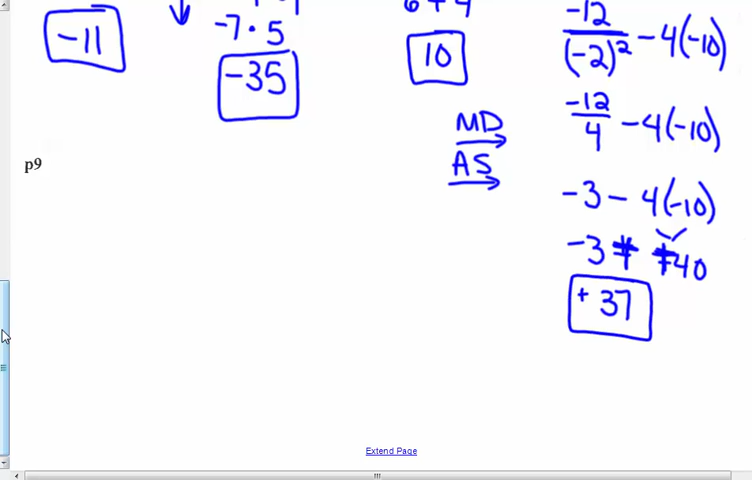 -11
-7 · 5
-35
6 + 4
10
-12
(-2)² - 4(-10)
-12
4 - 4(-10)
MD
AS
-3 - 4(-10)
-3 + +40
+ 37
p9
Extend Page